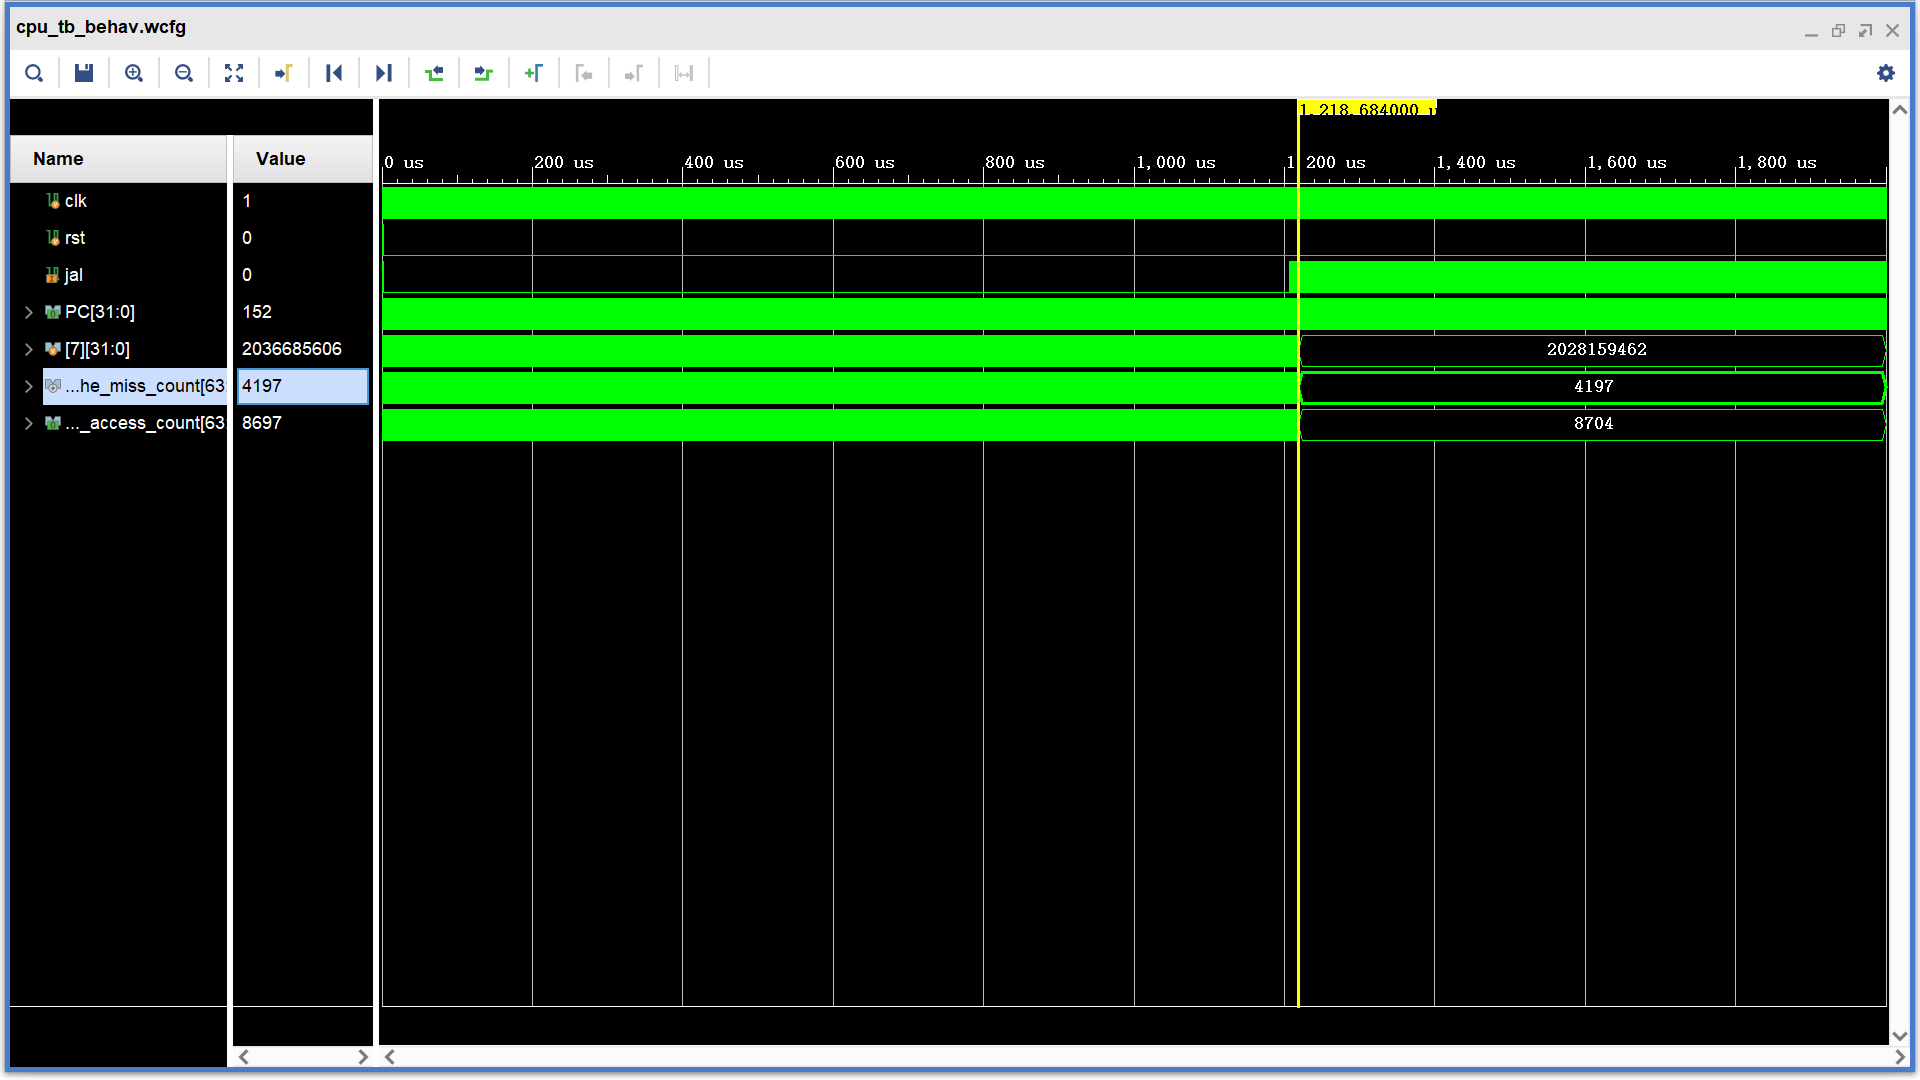 cpu_tb_behav.wcfg
1,218.684000 u
Name Value
0 us 200 us 400 us 600 us 800 us 1,000 us 1 200 us 1,400 us 1,600 us 1,800 us
clk 1
rst 0
jal 0
PC[31:0] 152
[7][31:0] 2036685606 2028159462
...he_miss_count[63: 4197 4197
..._access_count[63: 8697 8704